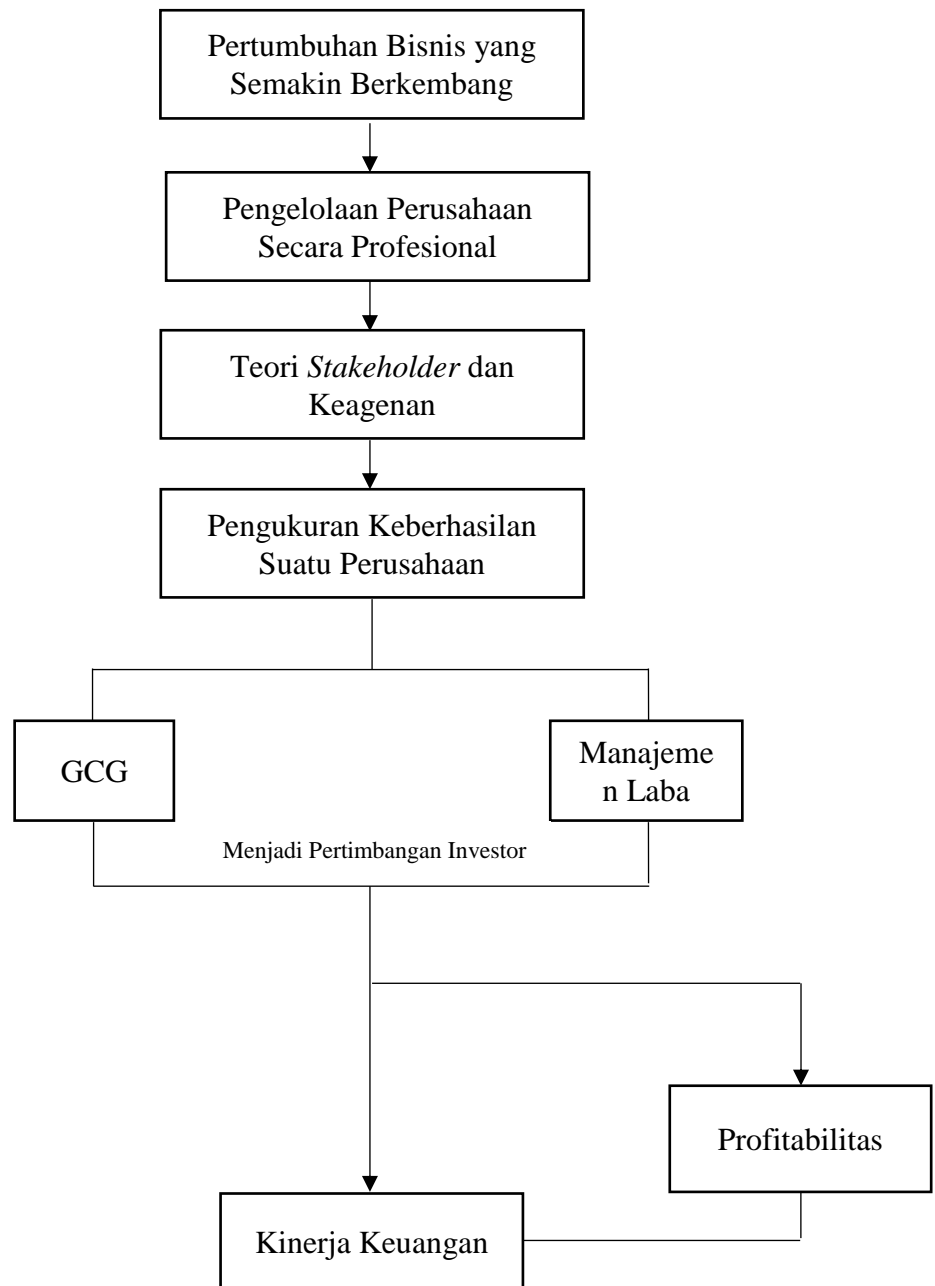 Pertumbuhan Bisnis yang
Semakin Berkembang
Pengelolaan Perusahaan
Secara Profesional
Teori Stakeholder dan
Keagenan
Pengukuran Keberhasilan
Suatu Perusahaan
GCG
Manajeme
n Laba
Menjadi Pertimbangan Investor
Profitabilitas
Kinerja Keuangan